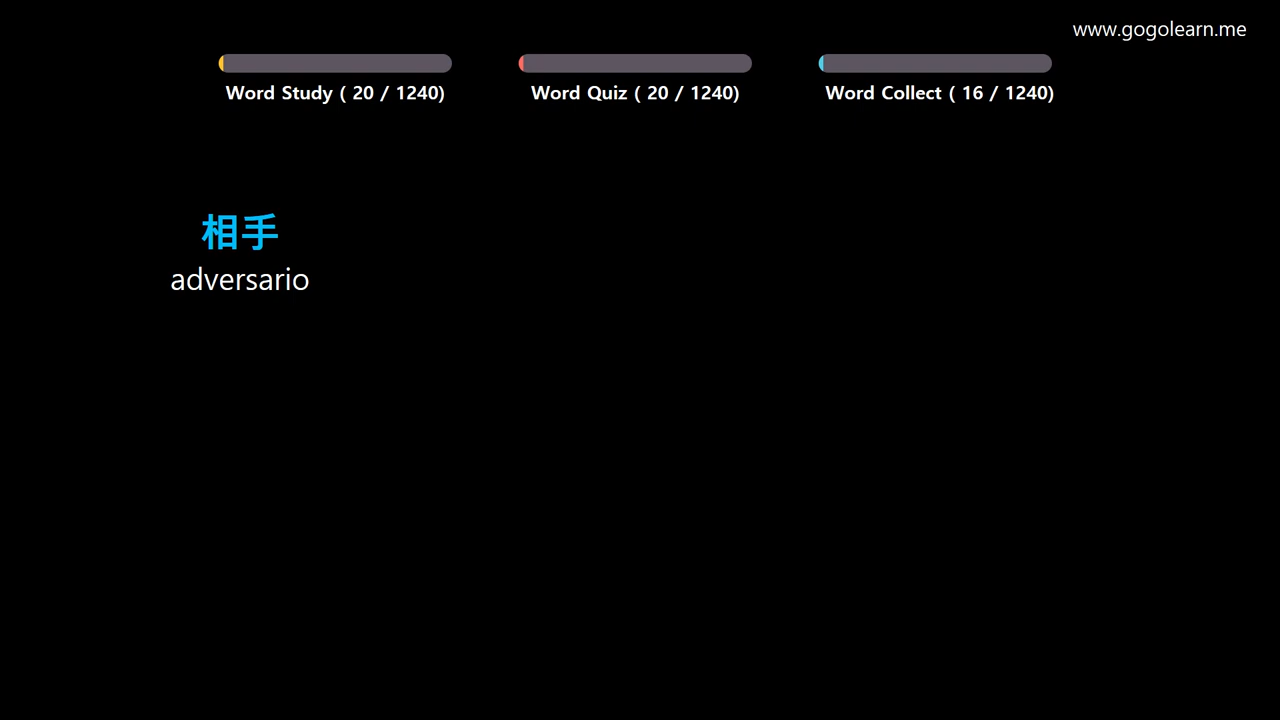 www.gogolearn.me
Word Study ( 20 / 1240)
Word Quiz ( 20 / 1240)
Word Collect ( 16 / 1240)
相手
adversario